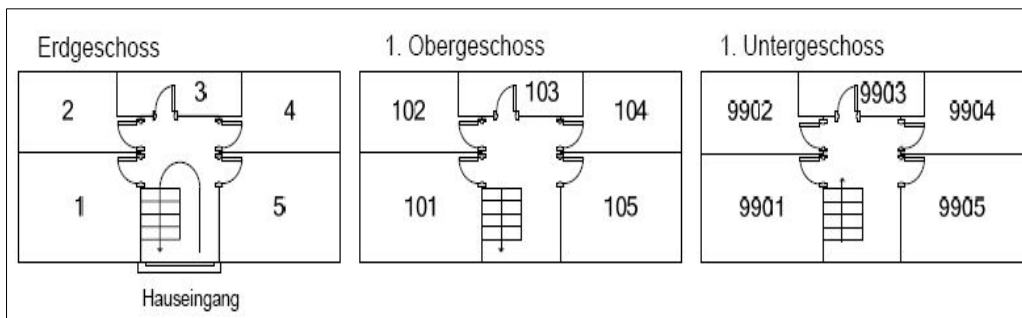 Erdgeschoss
2 3 4
1 5
Hauseingang
1. Obergeschoss
102 103 104
101 105
1. Untergeschoss
9902 9903 9904
9901 9905